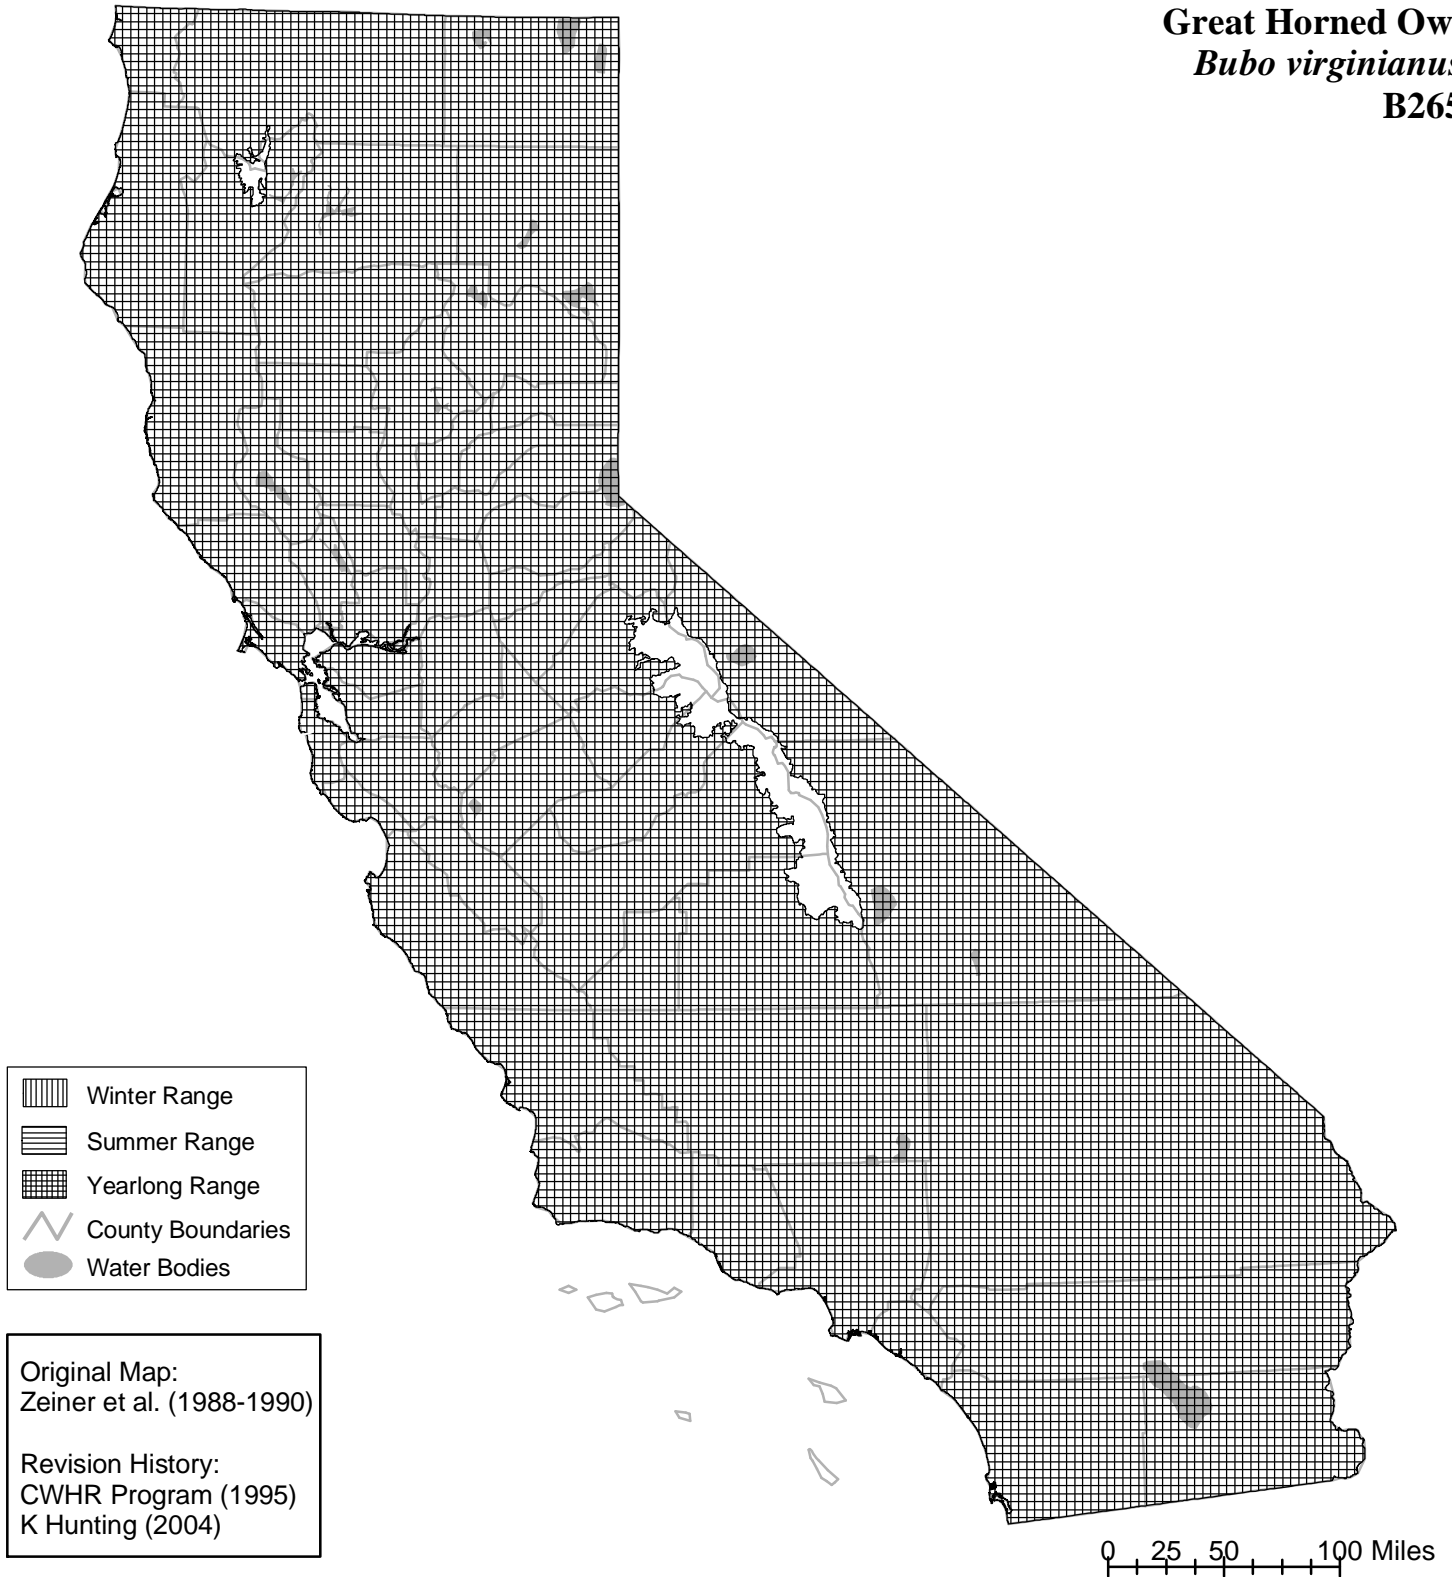 Great Horned Ow
Bubo virginianus
B265
Winter Range
Summer Range
Yearlong Range
County Boundaries
Water Bodies
Original Map:
Zeiner et al. (1988-1990)
Revision History:
CWHR Program (1995)
K Hunting (2004)
0 25 50 100 Miles